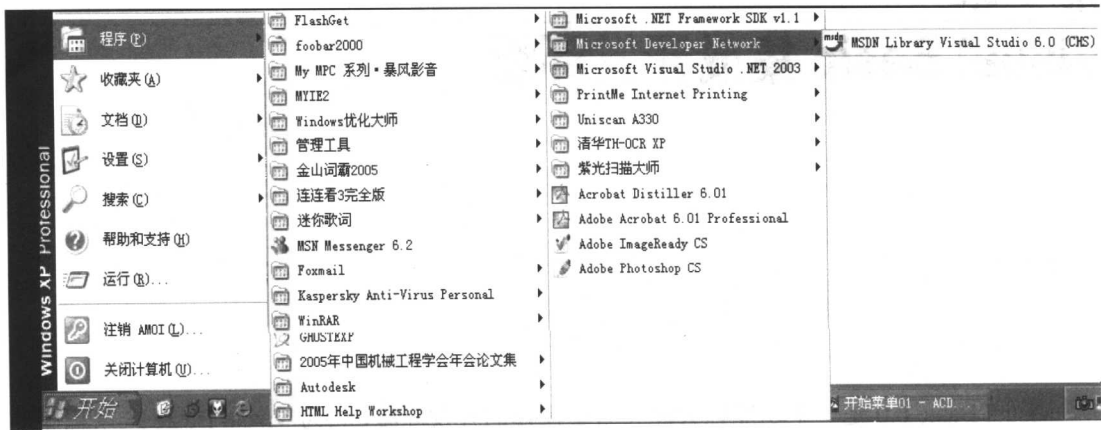 Windows XP Professional
程序(P)
收藏夹(A)
文档(D)
设置(S)
搜索(C)
帮助和支持(H)
运行(R)...
注销 AMOI(L)...
关闭计算机(U)...
开始
FlashGet
foobar2000
My MPC 系列·暴风影音
MYIE2
Windows优化大师
管理工具
金山词霸2005
连连看3完全版
迷你歌词
MSN Messenger 6.2
Foxmail
Kaspersky Anti-Virus Personal
WinRAR
GHOSTEXP
2005年中国机械工程学会年会论文集
Autodesk
HTML Help Workshop
Microsoft .NET Framework SDK v1.1
Microsoft Developer Network
Microsoft Visual Studio .NET 2003
PrintMe Internet Printing
Uniscan A330
清华TH-OCR XP
紫光扫描大师
Acrobat Distiller 6.01
Adobe Acrobat 6.01 Professional
Adobe ImageReady CS
Adobe Photoshop CS
msdn
MSDN Library Visual Studio 6.0 (CHS)
开始菜单01 - ACD...